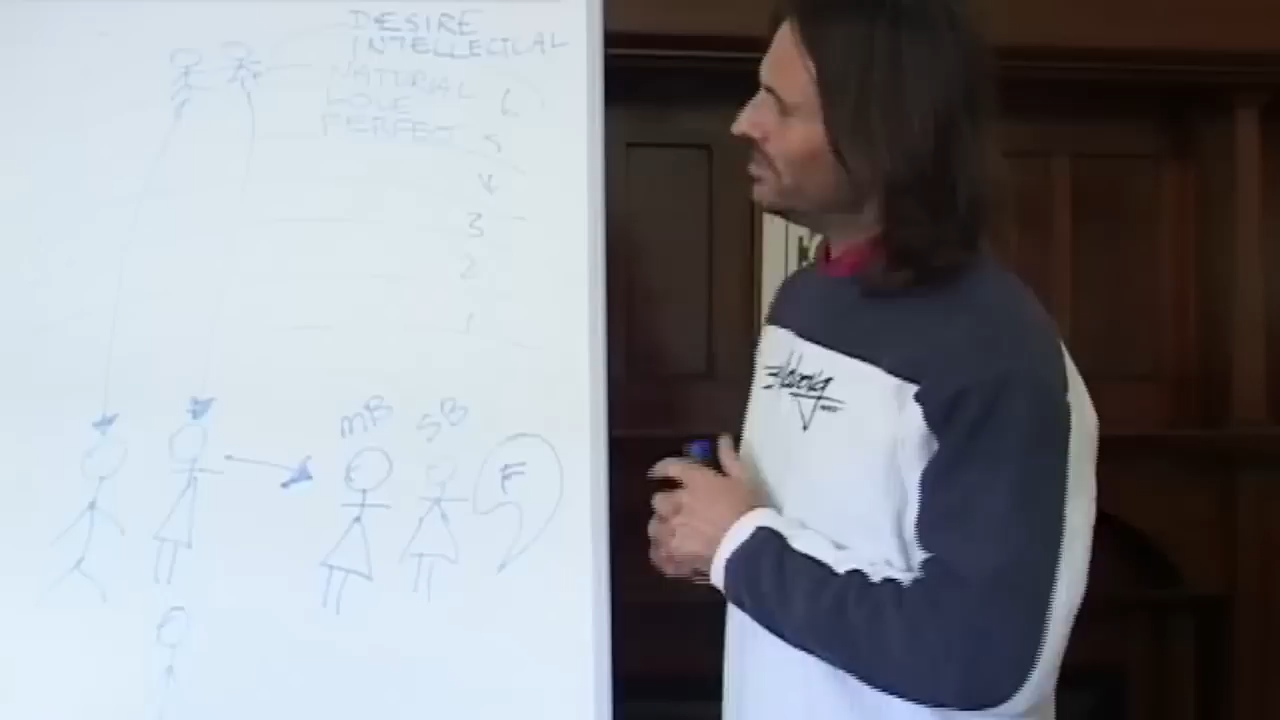 DESIRE
INTELLECTUAL
NATURAL
LOVE
PERFECT
6
5
4
3
2
1
mB
SB
F